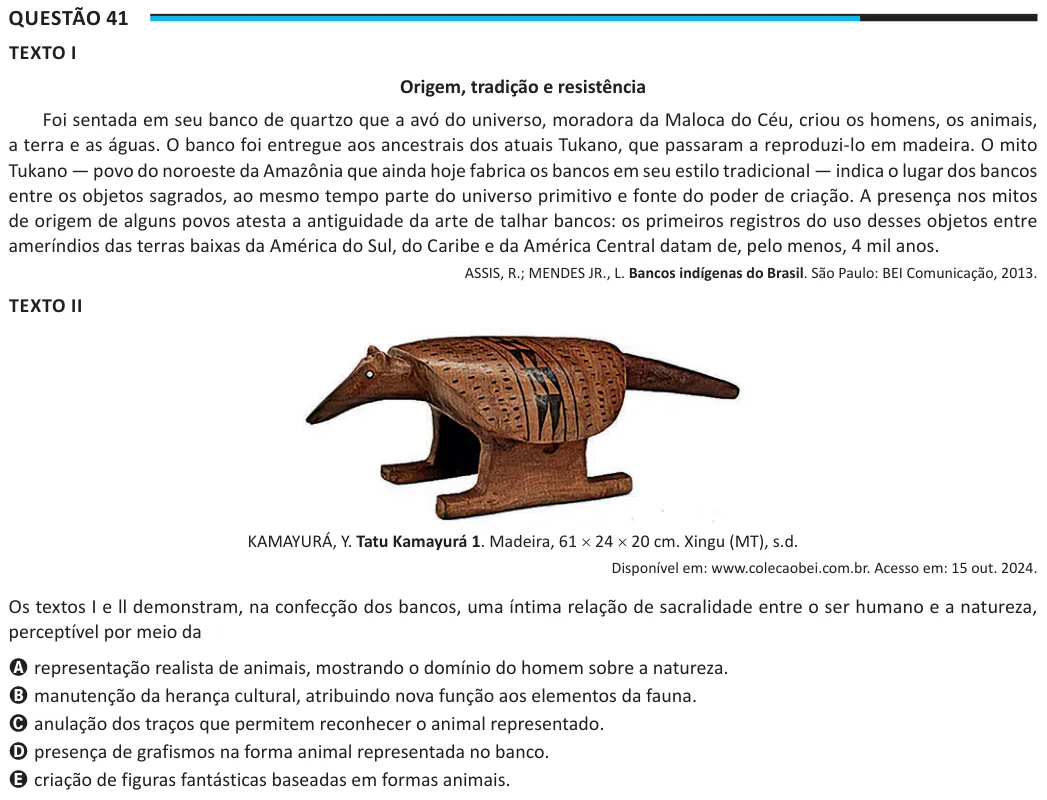 QUESTÃO 41
TEXTO I
Origem, tradição e resistência
Foi sentada em seu banco de quartzo que a avó do universo, moradora da Maloca do Céu, criou os homens, os animais,
a terra e as águas. O banco foi entregue aos ancestrais dos atuais Tukano, que passaram a reproduzi-lo em madeira. O mito
Tukano — povo do noroeste da Amazônia que ainda hoje fabrica os bancos em seu estilo tradicional — indica o lugar dos bancos
entre os objetos sagrados, ao mesmo tempo parte do universo primitivo e fonte do poder de criação. A presença nos mitos
de origem de alguns povos atesta a antiguidade da arte de talhar bancos: os primeiros registros do uso desses objetos entre
ameríndios das terras baixas da América do Sul, do Caribe e da América Central datam de, pelo menos, 4 mil anos.
ASSIS, R.; MENDES JR., L. Bancos indígenas do Brasil. São Paulo: BEI Comunicação, 2013.
TEXTO II
KAMAYURÁ, Y. Tatu Kamayurá 1. Madeira, 61 × 24 × 20 cm. Xingu (MT), s.d.
Disponível em: www.colecaobei.com.br. Acesso em: 15 out. 2024.
Os textos I e ll demonstram, na confecção dos bancos, uma íntima relação de sacralidade entre o ser humano e a natureza,
perceptível por meio da
A representação realista de animais, mostrando o domínio do homem sobre a natureza.
B manutenção da herança cultural, atribuindo nova função aos elementos da fauna.
C anulação dos traços que permitem reconhecer o animal representado.
D presença de grafismos na forma animal representada no banco.
E criação de figuras fantásticas baseadas em formas animais.